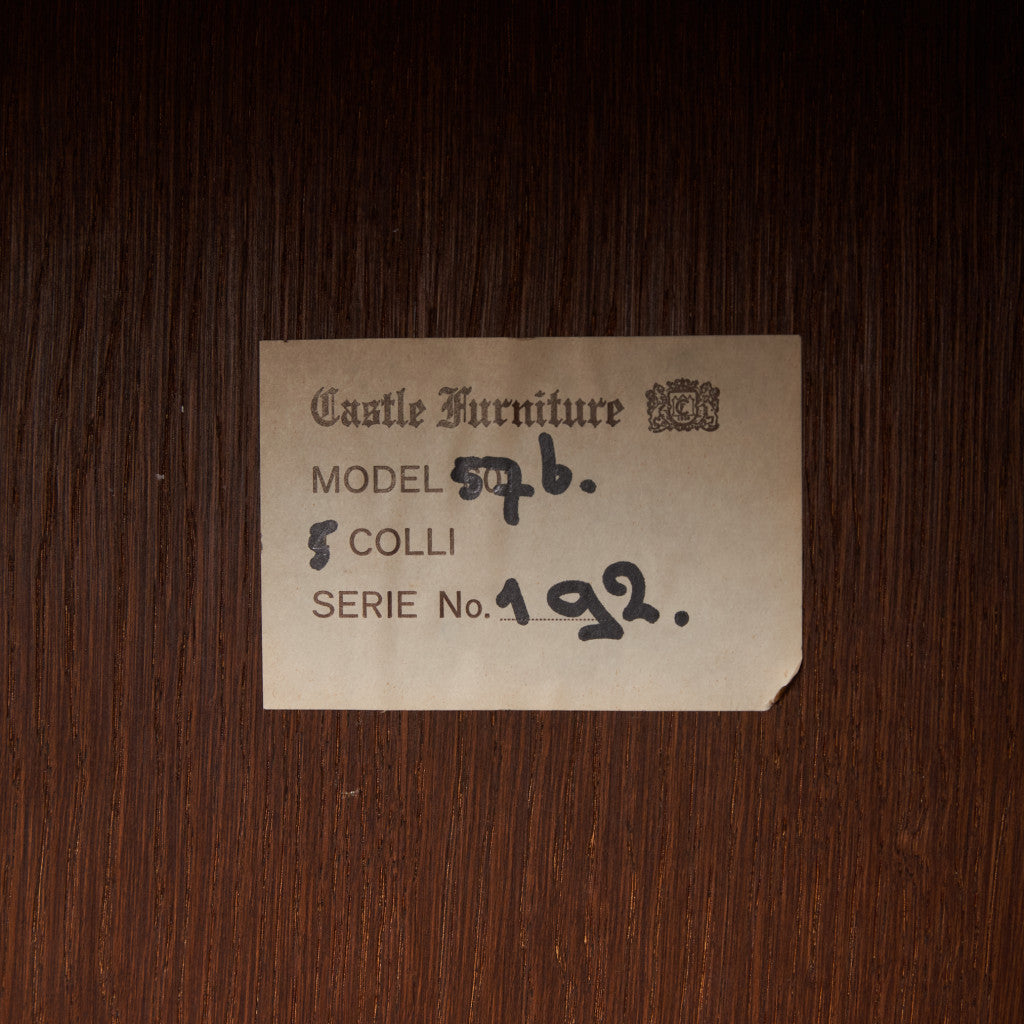 Castle Furniture
MODEL 57b.
5 COLLI
SERIE No. 192.